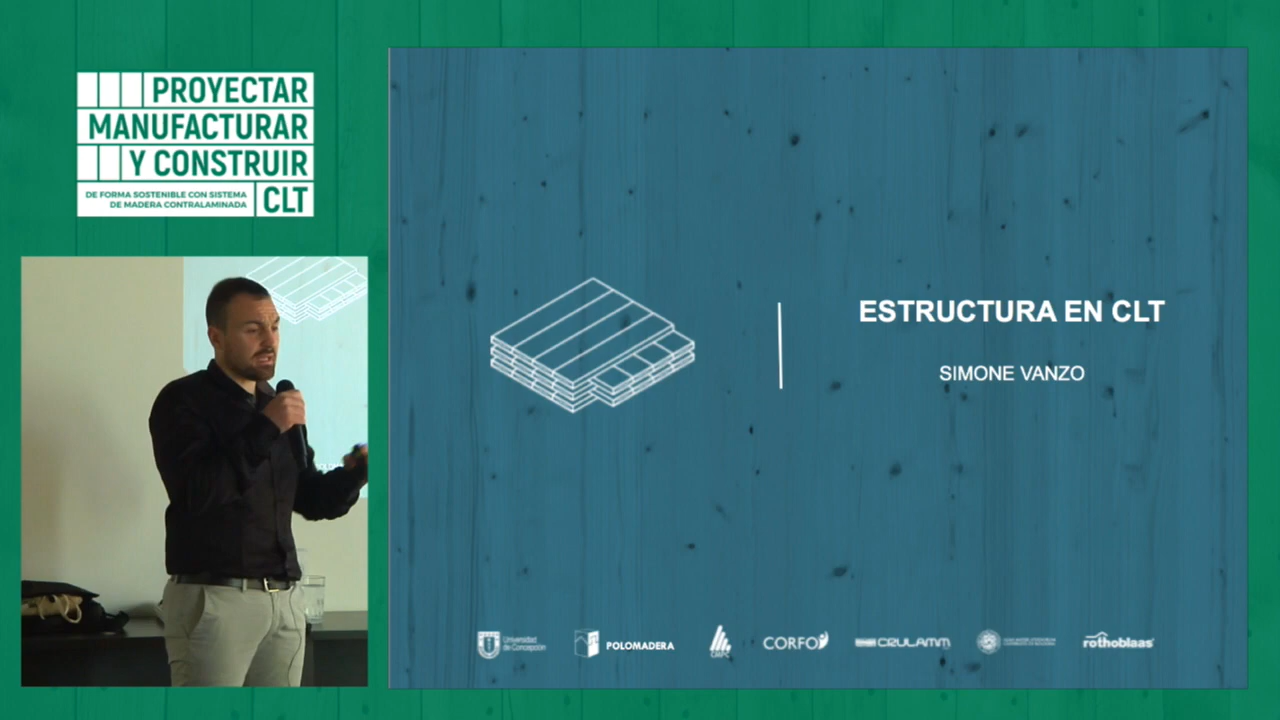 PROYECTAR
MANUFACTURAR
Y CONSTRUIR
DE FORMA SOSTENIBLE CON SISTEMA
DE MADERA CONTRALAMINADA
CLT
ESTRUCTURA EN CLT
SIMONE VANZO
Universidad
de Concepción
POLOMADERA
CORFO
CRULAMM
rothoblaas